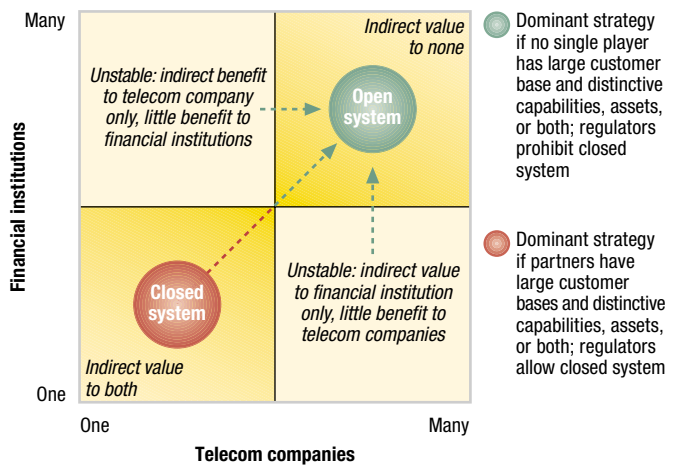 Many
Financial institutions
One
One
Many
Telecom companies
Unstable: indirect benefit
to telecom company
only, little benefit to
financial institutions
Indirect value
to none
Open
system
Closed
system
Indirect value
to both
Unstable: indirect value
to financial institution
only, little benefit to
telecom companies
Dominant strategy
if no single player
has large customer
base and distinctive
capabilities, assets,
or both; regulators
prohibit closed
system
Dominant strategy
if partners have
large customer
bases and distinctive
capabilities, assets,
or both; regulators
allow closed system